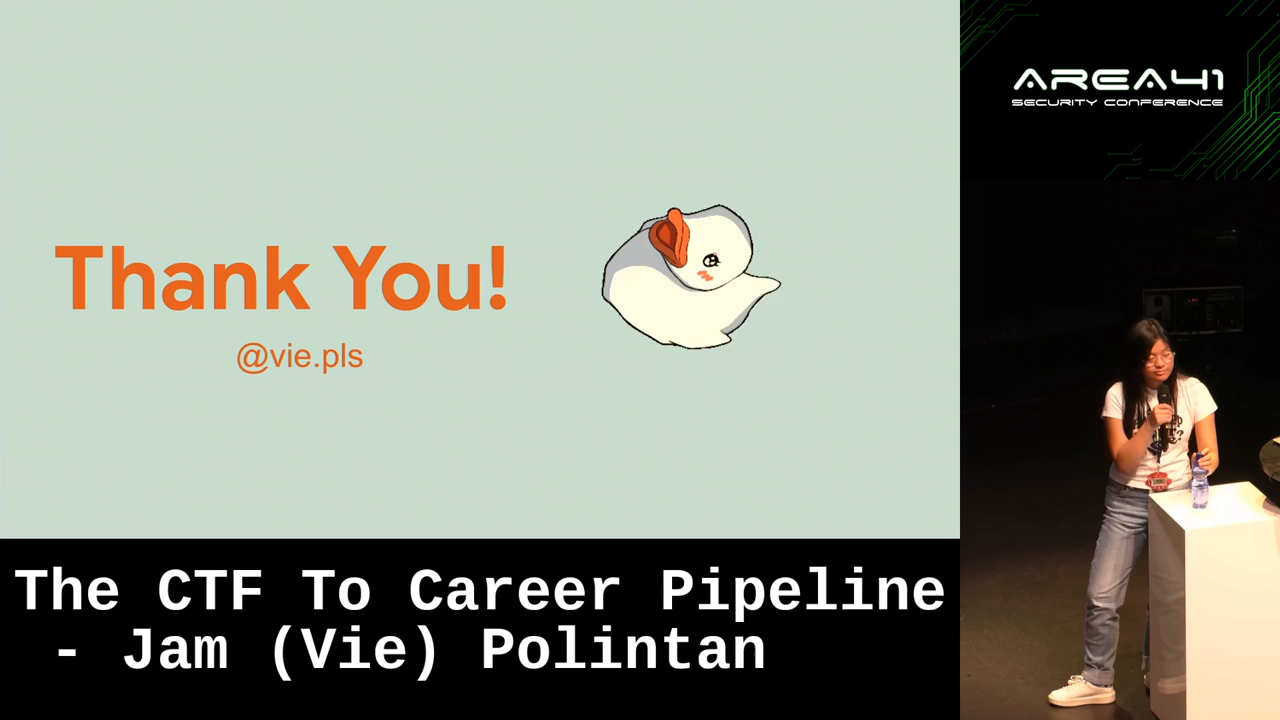 Thank You!
@vie.pls
AREA41
SECURITY CONFERENCE
The CTF To Career Pipeline
- Jam (Vie) Polintan